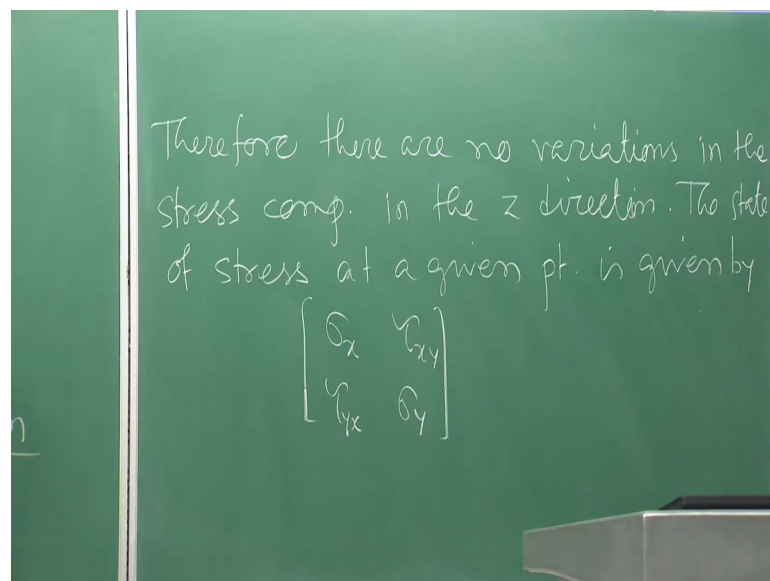 Therefore there are no variations in the
stress comp. in the z direction. The state
of stress at a given pt. is given by
σx τxy
τyx σy
n